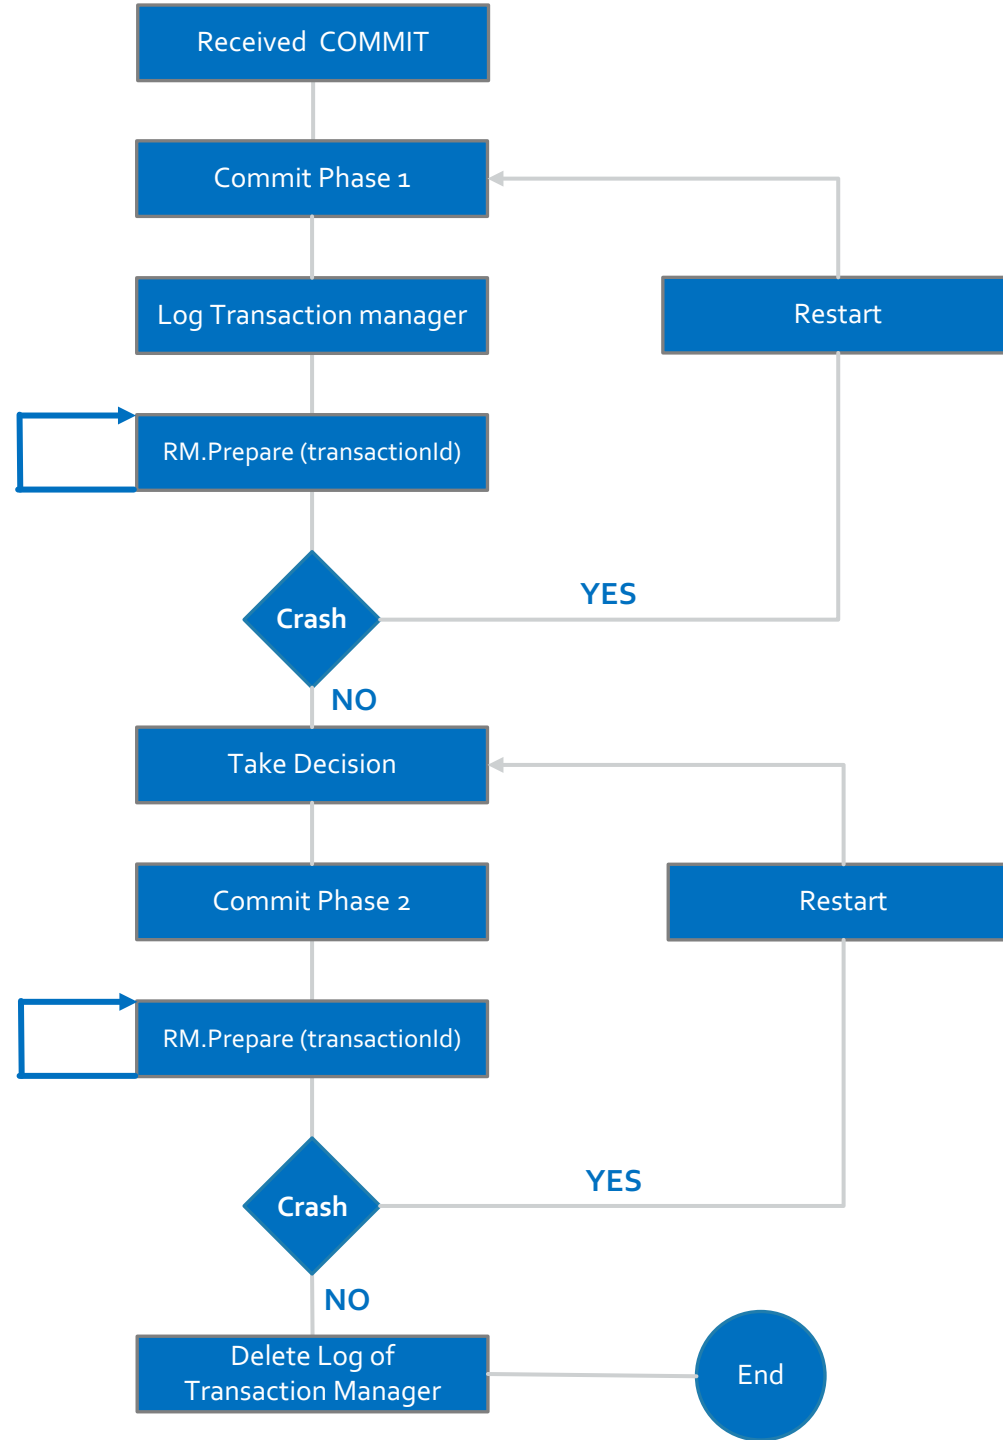 Received  COMMIT
Commit Phase 1
Log Transaction manager
Restart
RM.Prepare (transactionId)
YES
Crash
NO
Take Decision
Commit Phase 2
Restart
RM.Prepare (transactionId)
YES
Crash
NO
Delete Log of
Transaction Manager
End